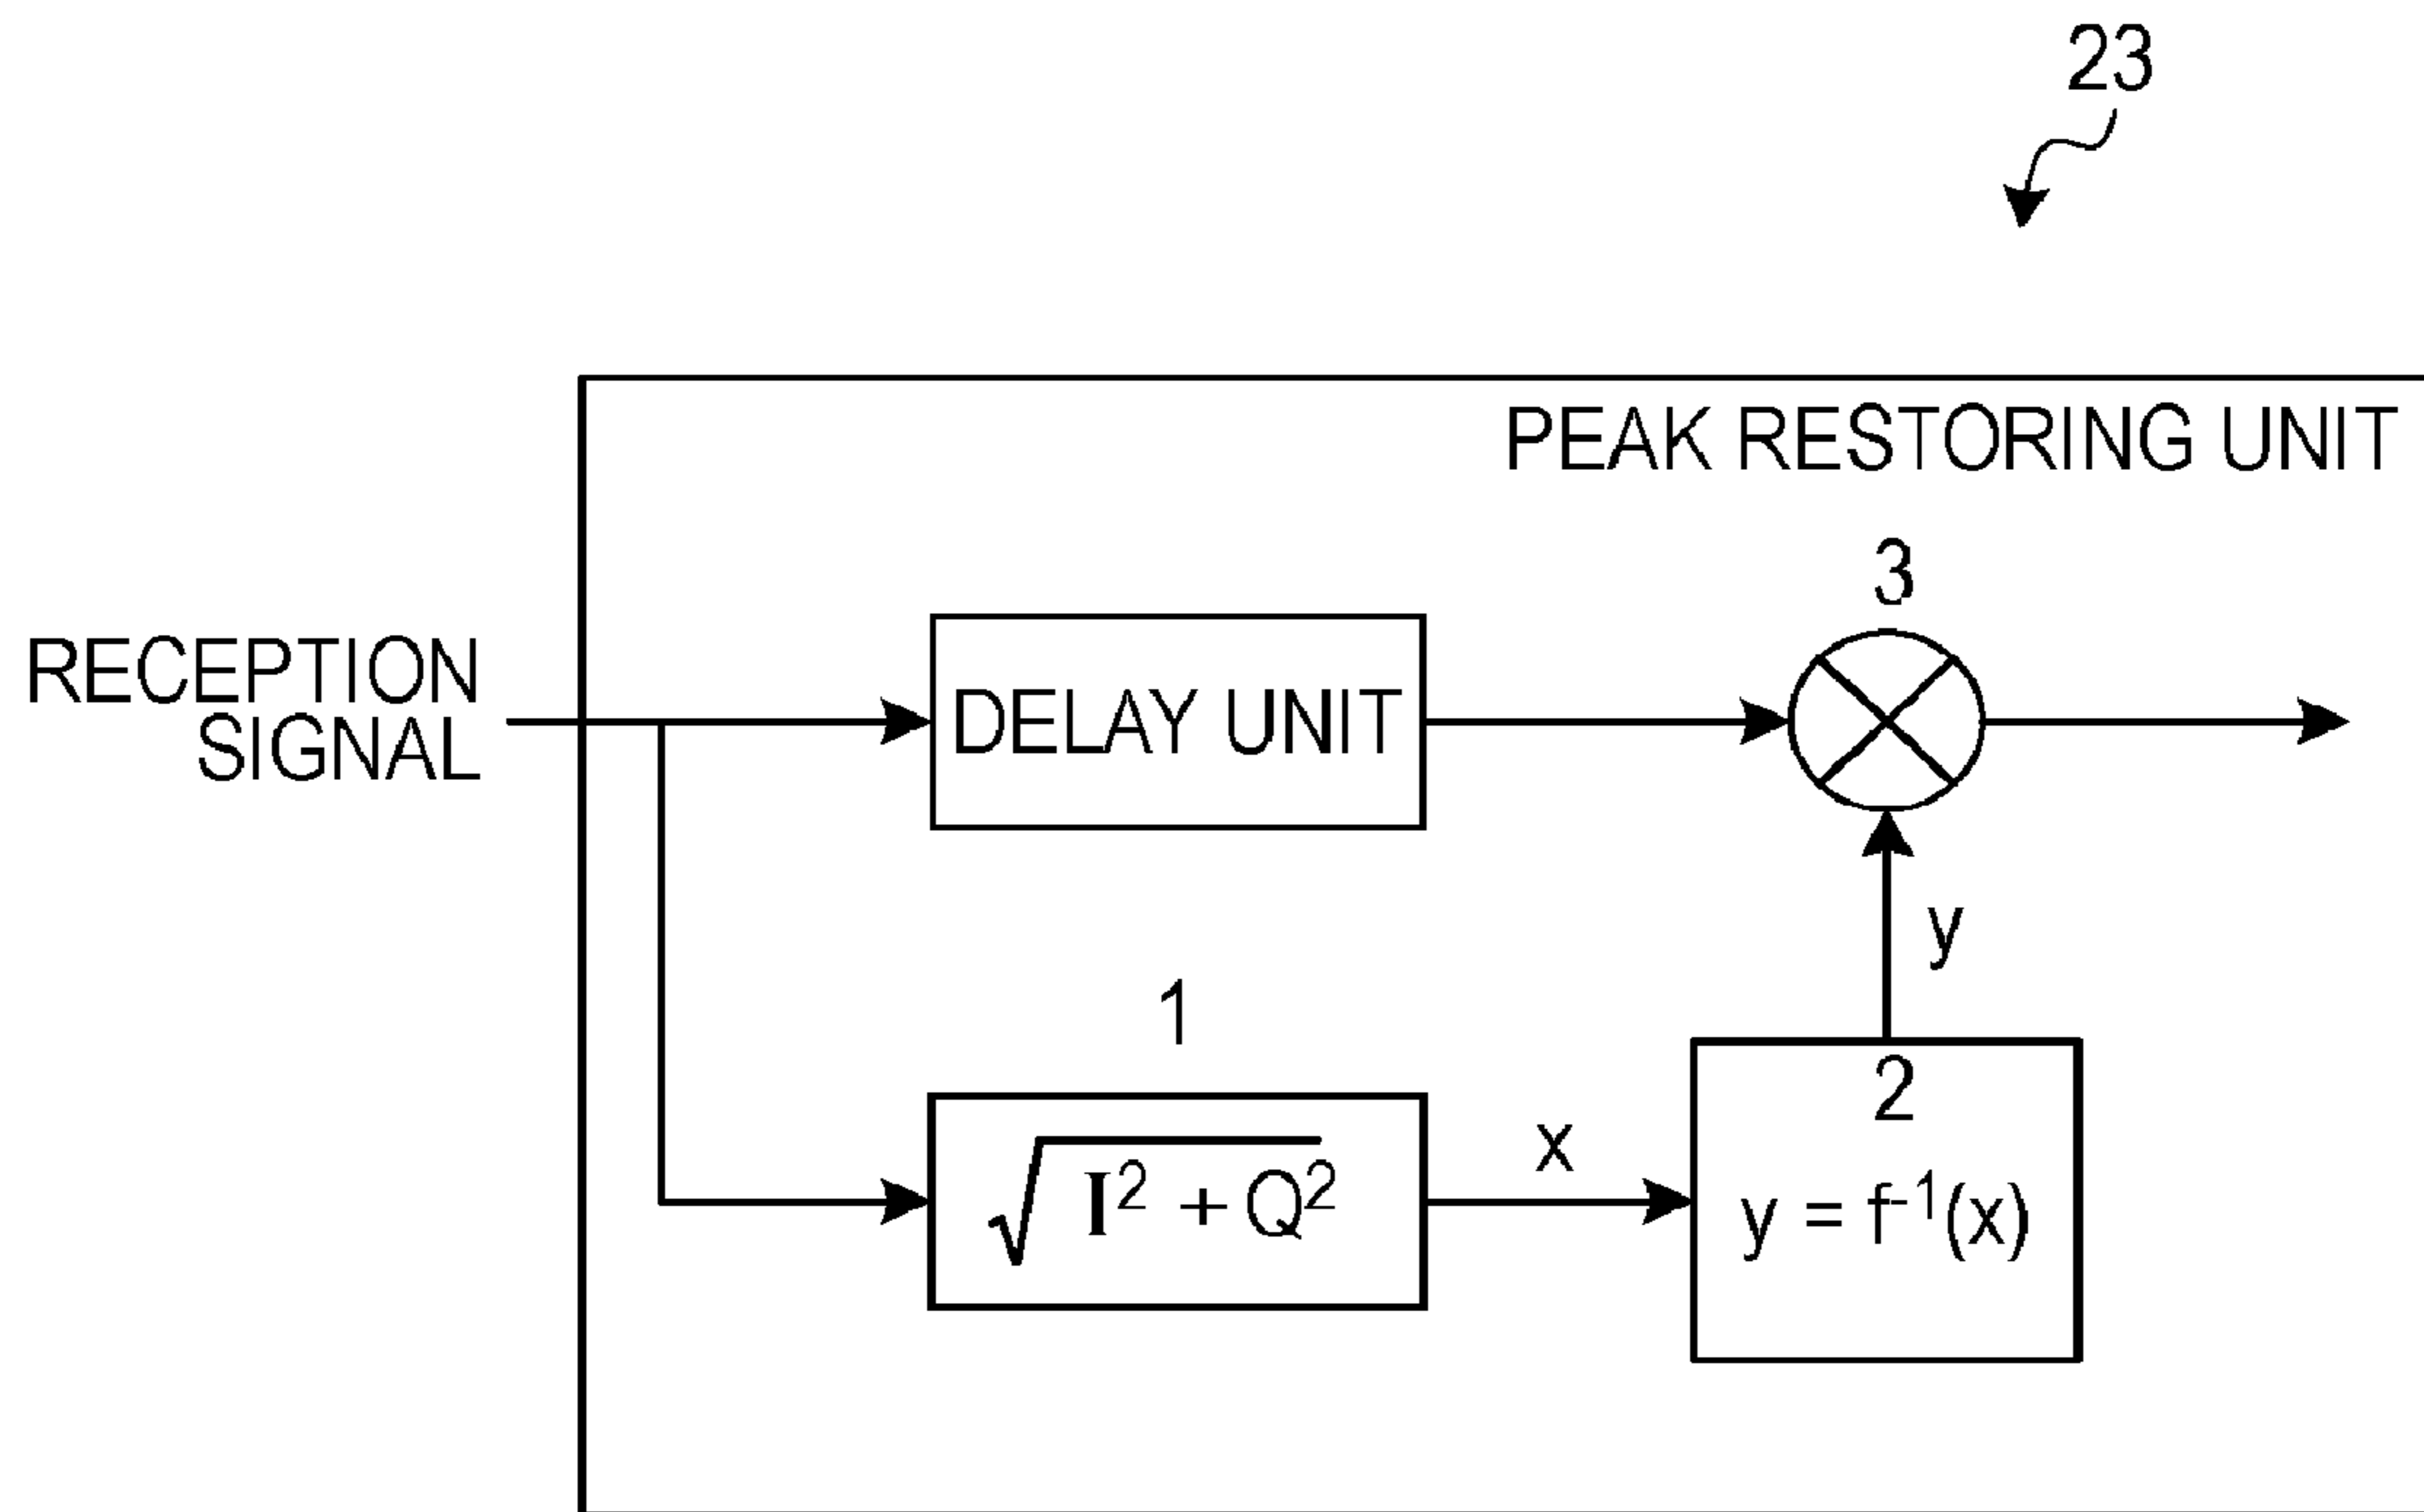 23
PEAK RESTORING UNIT
3
RECEPTION
SIGNAL
DELAY UNIT
y
1
√I² + Q²
x
2
y = f⁻¹(x)